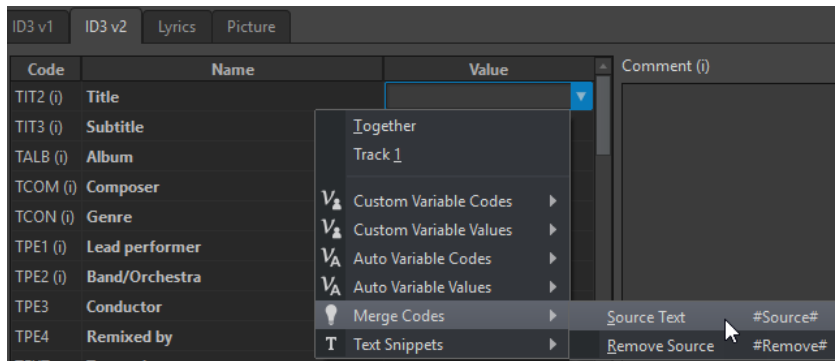 ID3 v1 ID3 v2 Lyrics Picture
Code Name Value Comment (i)
TIT2 (i) Title
TIT3 (i) Subtitle
TALB (i) Album
TCOM (i) Composer
TCON (i) Genre
TPE1 (i) Lead performer
TPE2 (i) Band/Orchestra
TPE3 Conductor
TPE4 Remixed by
Together
Track 1
Custom Variable Codes
Custom Variable Values
Auto Variable Codes
Auto Variable Values
Merge Codes
T Text Snippets
Source Text #Source#
Remove Source #Remove#